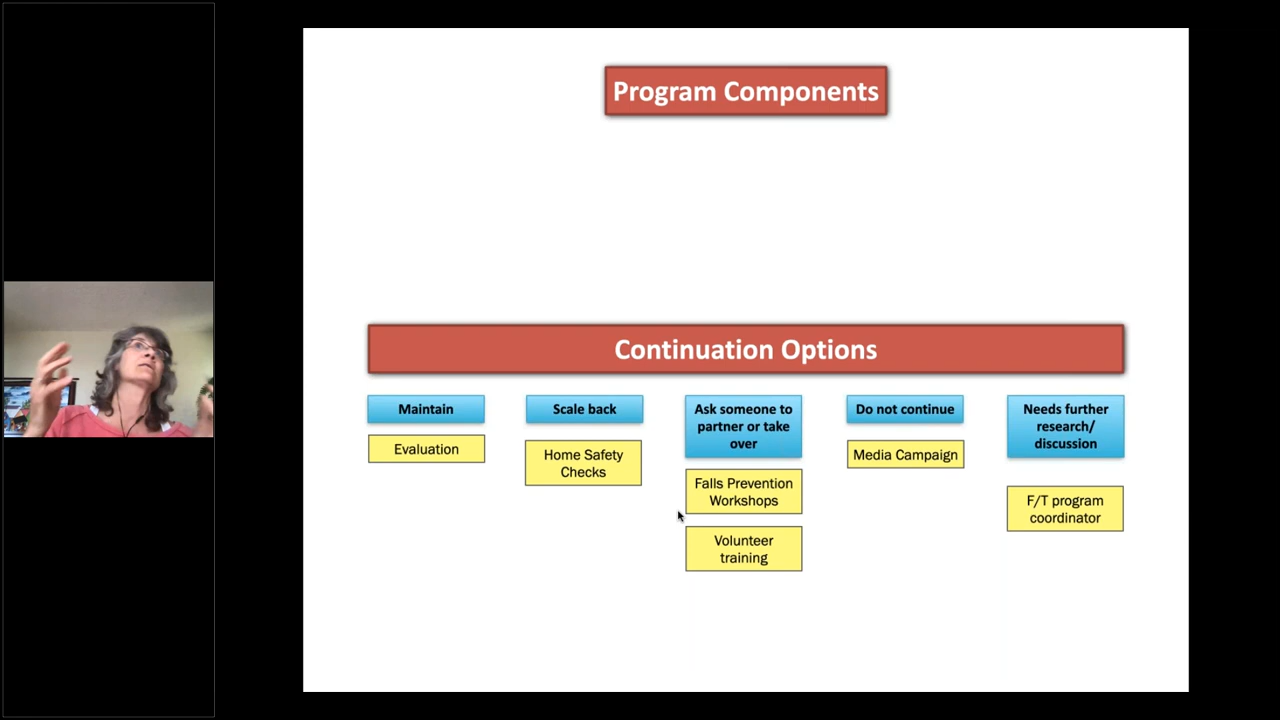 Program Components
Continuation Options
Maintain
Evaluation
Scale back
Home Safety
Checks
Ask someone to
partner or take
over
Falls Prevention
Workshops
Volunteer
training
Do not continue
Media Campaign
Needs further
research/
discussion
F/T program
coordinator